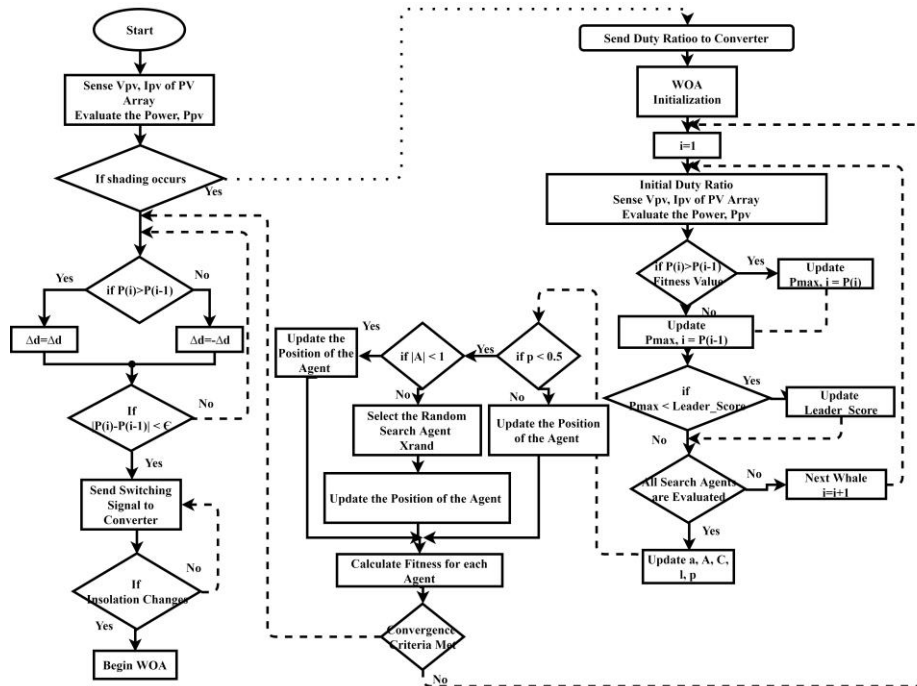 Start
Sense Vpv, Ipv of PV
Array
Evaluate the Power, Ppv
If shading occurs
Yes
Yes
if P(i)>P(i-1)
No
Δd=Δd
Δd=-Δd
If
|P(i)-P(i-1)| < Є
No
Yes
Send Switching
Signal to
Converter
If
Insolation Changes
No
Yes
Begin WOA
Update the
Position of the
Agent
Yes
if |A| < 1
Yes
if p < 0.5
No
No
Select the Random
Search Agent
Xrand
Update the Position
of the Agent
Update the Position of the Agent
Calculate Fitness for each
Agent
Convergence
Criteria Met
No
Send Duty Ratioo to Converter
WOA
Initialization
i=1
Initial Duty Ratio
Sense Vpv, Ipv of PV Array
Evaluate the Power, Ppv
if P(i)>P(i-1)
Fitness Value
Yes
Update
Pmax, i = P(i)
No
Update
Pmax, i = P(i-1)
if
Pmax < Leader_Score
Yes
Update
Leader_Score
No
All Search Agents
are Evaluated
No
Next Whale
i=i+1
Yes
Update a, A, C,
l, p